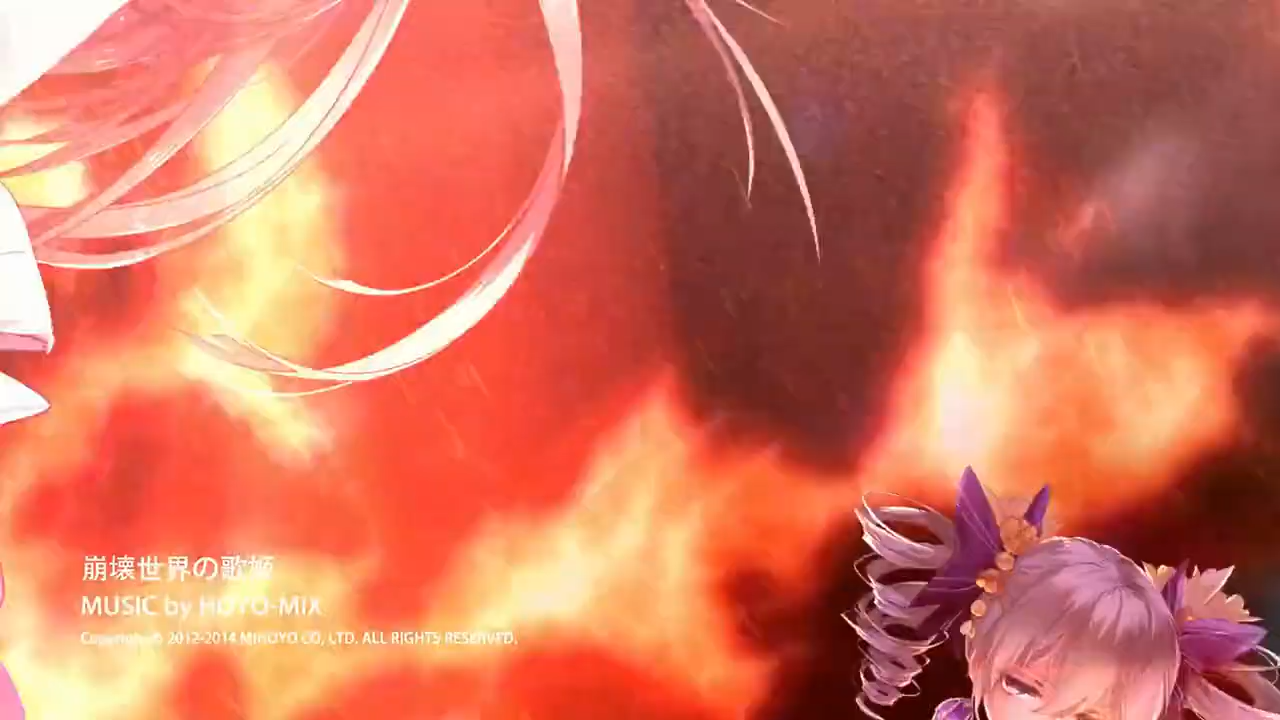 崩壊世界の歌姫
MUSIC by HOYO-MIX
Copyright © 2012-2014 MIHOYO CO, LTD. ALL RIGHTS RESERVED.